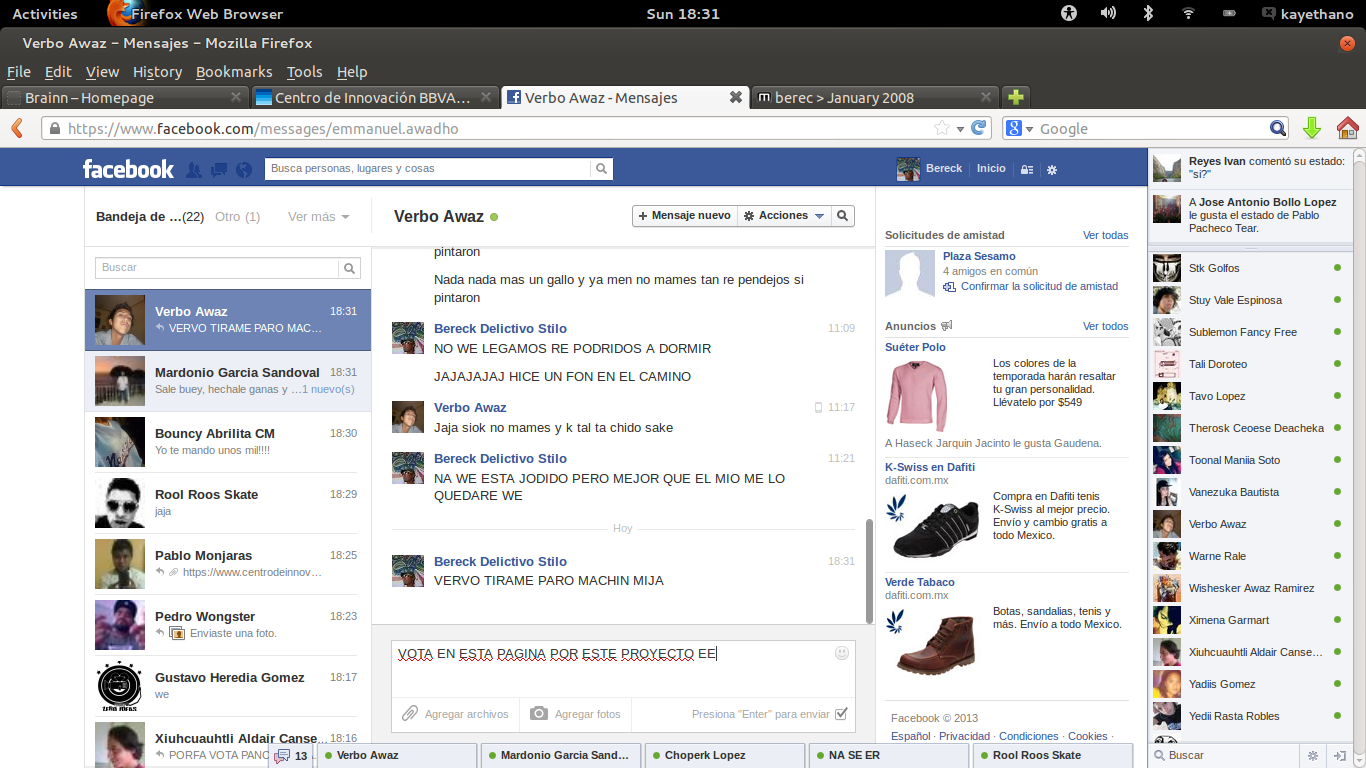 Activities
Firefox Web Browser
Sun 18:31
kayethano
Verbo Awaz - Mensajes - Mozilla Firefox
File Edit View History Bookmarks Tools Help
Brainn – Homepage
Centro de Innovación BBVA…
Verbo Awaz - Mensajes
berec > January 2008
https://www.facebook.com/messages/emmanuel.awadho
Google
facebook
Busca personas, lugares y cosas
Bereck
Inicio
Bandeja de …(22)
Otro (1)
Ver más
Buscar
Verbo Awaz
18:31
VERVO TIRAME PARO MAC…
Mardonio Garcia Sandoval
18:31
Sale buey, hechale ganas y …1 nuevo(s)
Bouncy Abrilita CM
18:30
Yo te mando unos mil!!!!
Rool Roos Skate
18:29
jaja
Pablo Monjaras
18:25
https://www.centrodeinnov…
Pedro Wongster
18:23
Enviaste una foto.
Gustavo Heredia Gomez
18:17
we
Xiuhcuauhtli Aldair Canse…
18:16
PORFA VOTA PANC
Verbo Awaz
+ Mensaje nuevo
Acciones
pintaron
Nada nada mas un gallo y ya men no mames tan re pendejos si
pintaron
Bereck Delictivo Stilo
11:09
NO WE LEGAMOS RE PODRIDOS A DORMIR
JAJAJAJAJ HICE UN FON EN EL CAMINO
Verbo Awaz
11:17
Jaja siok no mames y k tal ta chido sake
Bereck Delictivo Stilo
11:21
NA WE ESTA JODIDO PERO MEJOR QUE EL MIO ME LO
QUEDARE WE
Hoy
Bereck Delictivo Stilo
18:31
VERVO TIRAME PARO MACHIN MIJA
VOTA EN ESTA PAGINA POR ESTE PROYECTO EE
Agregar archivos
Agregar fotos
Presiona "Enter" para enviar
Solicitudes de amistad
Ver todas
Plaza Sesamo
4 amigos en común
Confirmar la solicitud de amistad
Anuncios
Ver todos
Suéter Polo
Los colores de la
temporada harán resaltar
tu gran personalidad.
Llévatelo por $549
A Haseck Jarquin Jacinto le gusta Gaudena.
K-Swiss en Dafiti
dafiti.com.mx
Compra en Dafiti tenis
K-Swiss al mejor precio.
Envío y cambio gratis a
todo Mexico.
Verde Tabaco
dafiti.com.mx
Botas, sandalias, tenis y
más. Envío a todo Mexico.
Facebook © 2013
Español · Privacidad · Condiciones · Cookies ·
Reyes Ivan comentó su estado:
"si?"
A Jose Antonio Bollo Lopez
le gusta el estado de Pablo
Pacheco Tear.
Stk Golfos
Stuy Vale Espinosa
Sublemon Fancy Free
Tali Doroteo
Tavo Lopez
Therosk Ceoese Deacheka
Toonal Maniia Soto
Vanezuka Bautista
Verbo Awaz
Warne Rale
Wishesker Awaz Ramirez
Ximena Garmart
Xiuhcuauhtli Aldair Canse…
Yadiis Gomez
Yedii Rasta Robles
Buscar
13
Verbo Awaz
Mardonio Garcia Sand…
Choperk Lopez
NA SE ER
Rool Roos Skate